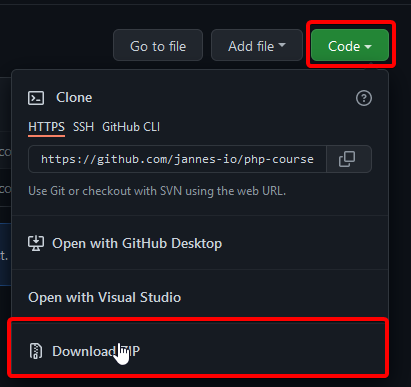 Go to file
Add file
Code
Clone
HTTPS SSH GitHub CLI
https://github.com/jannes-io/php-course
Use Git or checkout with SVN using the web URL.
Open with GitHub Desktop
Open with Visual Studio
Download